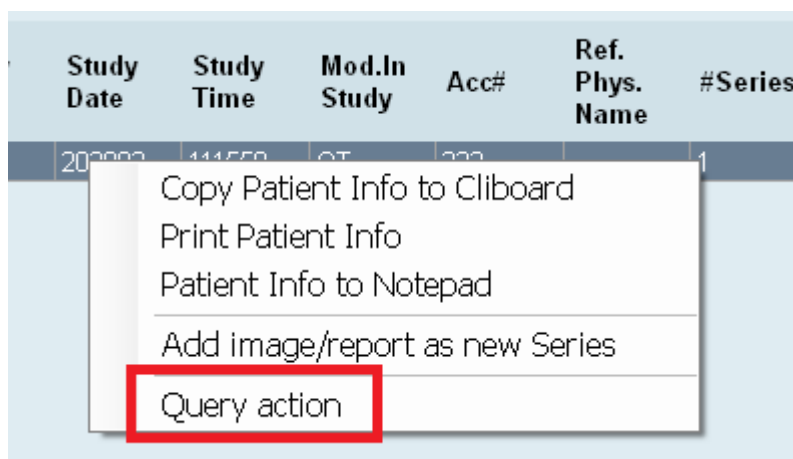 Study Date
Study Time
Mod.In Study
Acc#
Ref. Phys. Name
#Series
1
Copy Patient Info to Cliboard
Print Patient Info
Patient Info to Notepad
Add image/report as new Series
Query action